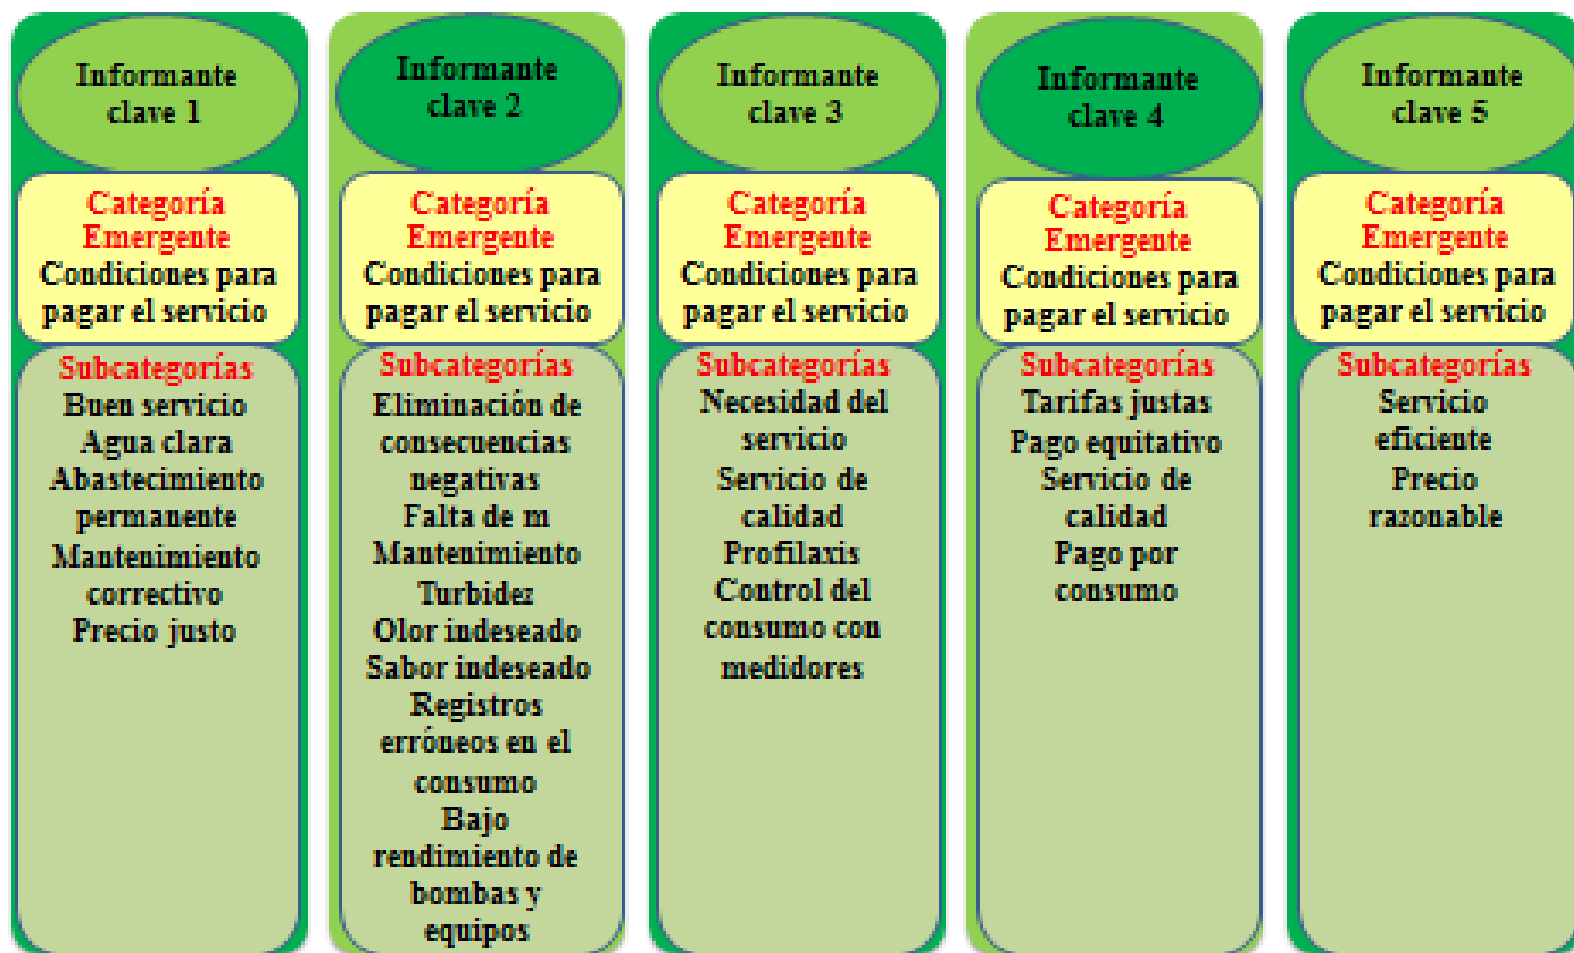 Informante
clave 1
Categoría
Emergente
Condiciones para
pagar el servicio
Subcategorías
Buen servicio
Agua clara
Abastecimiento
permanente
Mantenimiento
correctivo
Precio justo
Informante
clave 2
Categoría
Emergente
Condiciones para
pagar el servicio
Subcategorías
Eliminación de
consecuencias
negativas
Falta de m
Mantenimiento
Turbidez
Olor indeseado
Sabor indeseado
Registros
erróneos en el
consumo
Bajo
rendimiento de
bombas y
equipos
Informante
clave 3
Categoría
Emergente
Condiciones para
pagar el servicio
Subcategorías
Necesidad del
servicio
Servicio de
calidad
Profilaxis
Control del
consumo con
medidores
Informante
clave 4
Categoría
Emergente
Condiciones para
pagar el servicio
Subcategorías
Tarifas justas
Pago equitativo
Servicio de
calidad
Pago por
consumo
Informante
clave 5
Categoría
Emergente
Condiciones para
pagar el servicio
Subcategorías
Servicio
eficiente
Precio
razonable